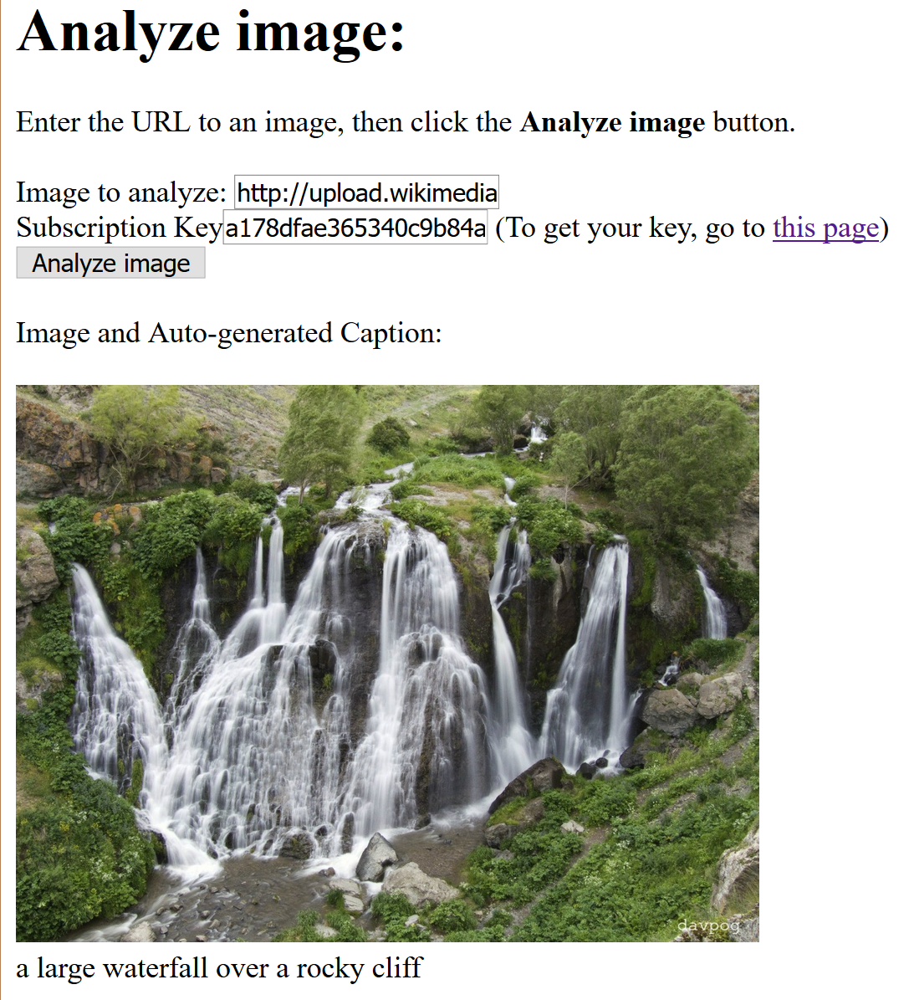 Analyze image:
Enter the URL to an image, then click the Analyze image button.
Image to analyze: http://upload.wikimedia
Subscription Key a178dfae365340c9b84a (To get your key, go to this page)
Analyze image
Image and Auto-generated Caption:
davpog
a large waterfall over a rocky cliff